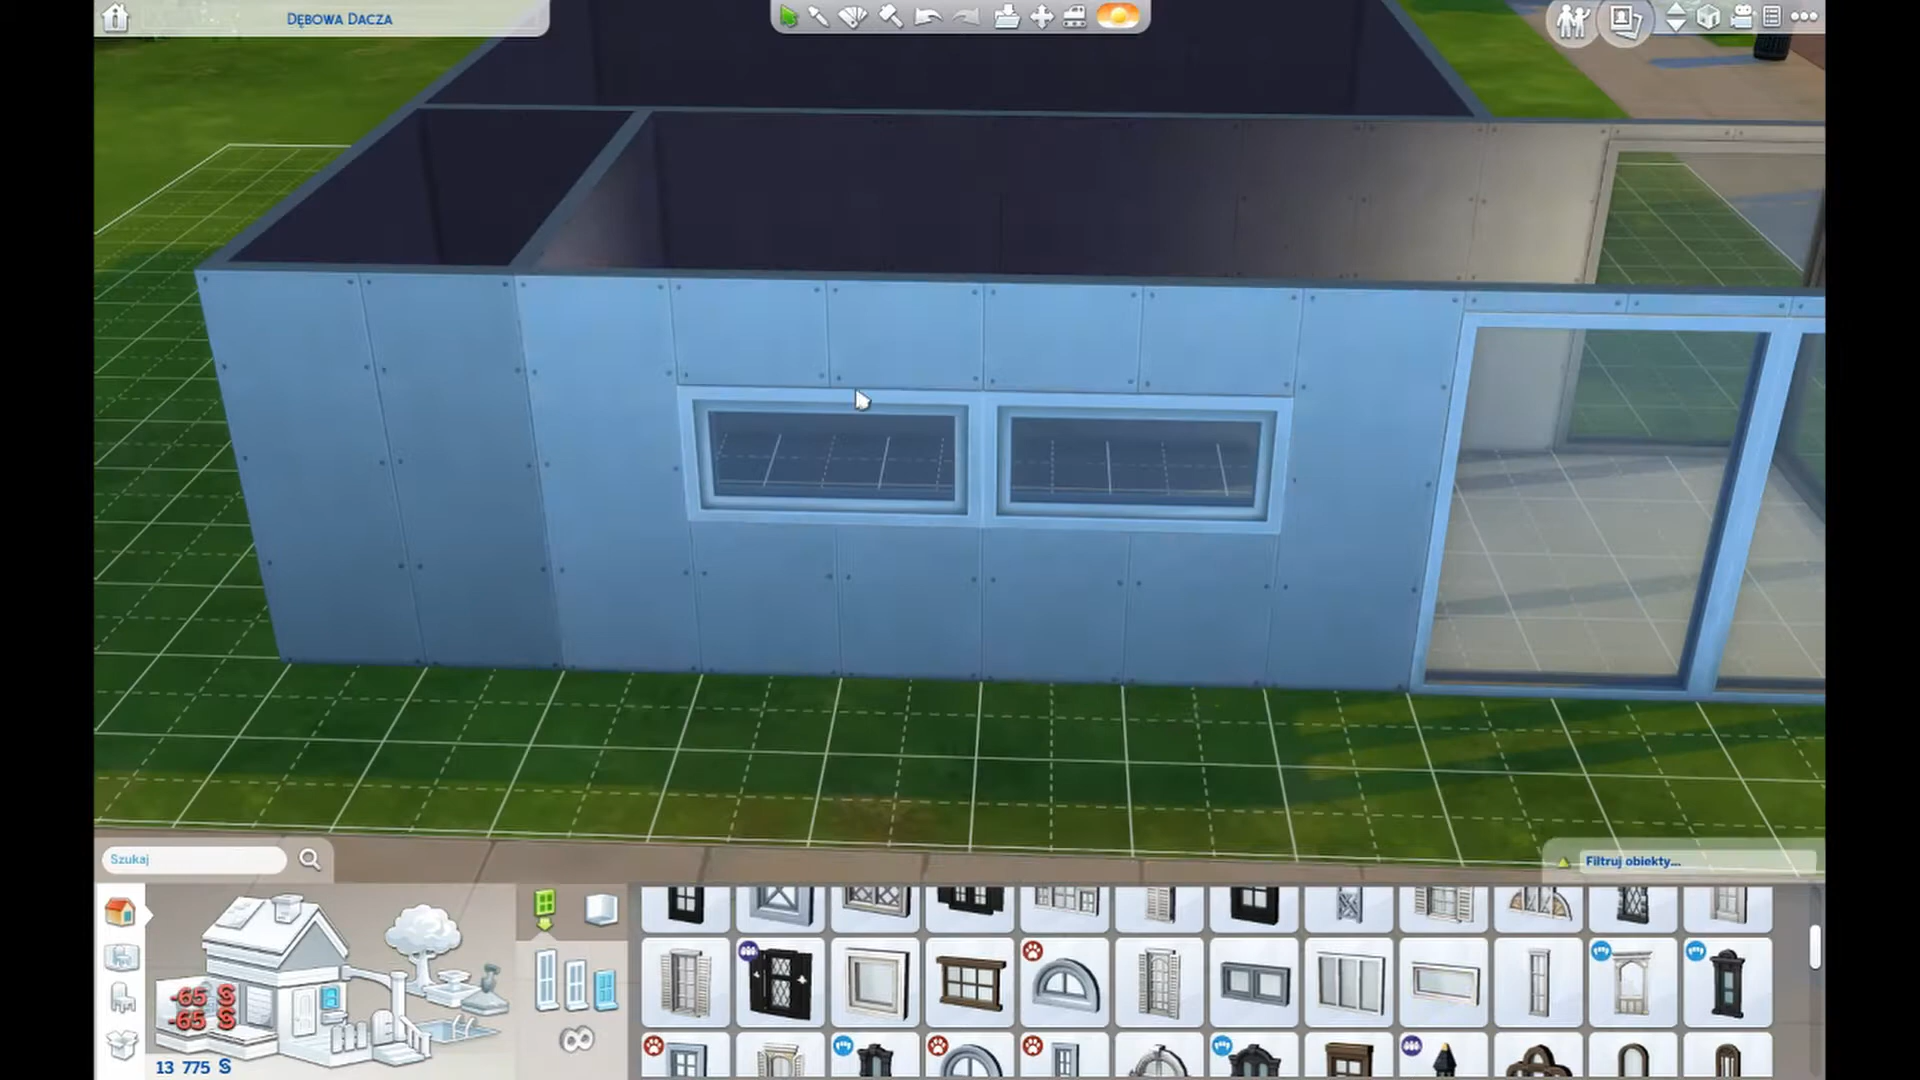 Dębowa Dacza
Szukaj
Filtruj obiekty...
-65 §
-65 §
13 775 §